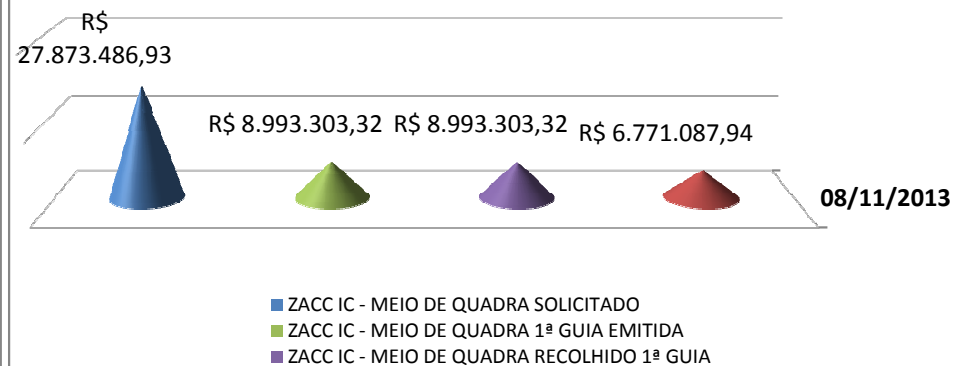 R$
27.873.486,93
R$ 8.993.303,32 R$ 8.993.303,32 R$ 6.771.087,94
08/11/2013
ZACC IC - MEIO DE QUADRA SOLICITADO
ZACC IC - MEIO DE QUADRA 1ª GUIA EMITIDA
ZACC IC - MEIO DE QUADRA RECOLHIDO 1ª GUIA